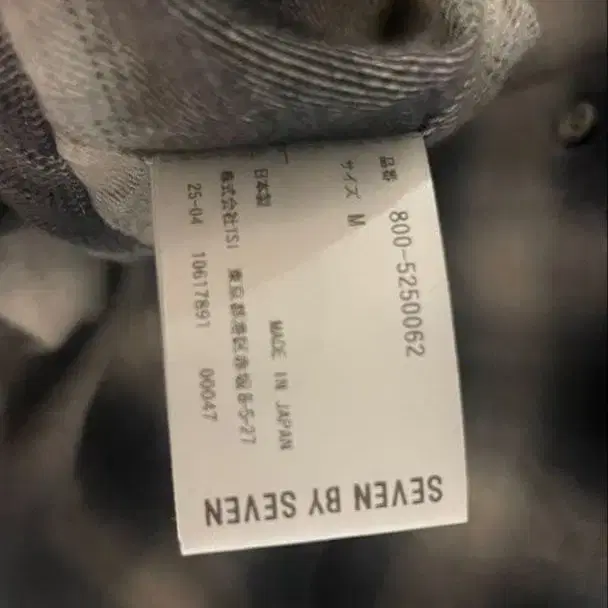 品番 800-5250062
サイズ M
日本製 MADE IN JAPAN
株式会社TSI 東京都港区赤坂8-5-27
25-04 10617891 00047
SEVEN BY SEVEN